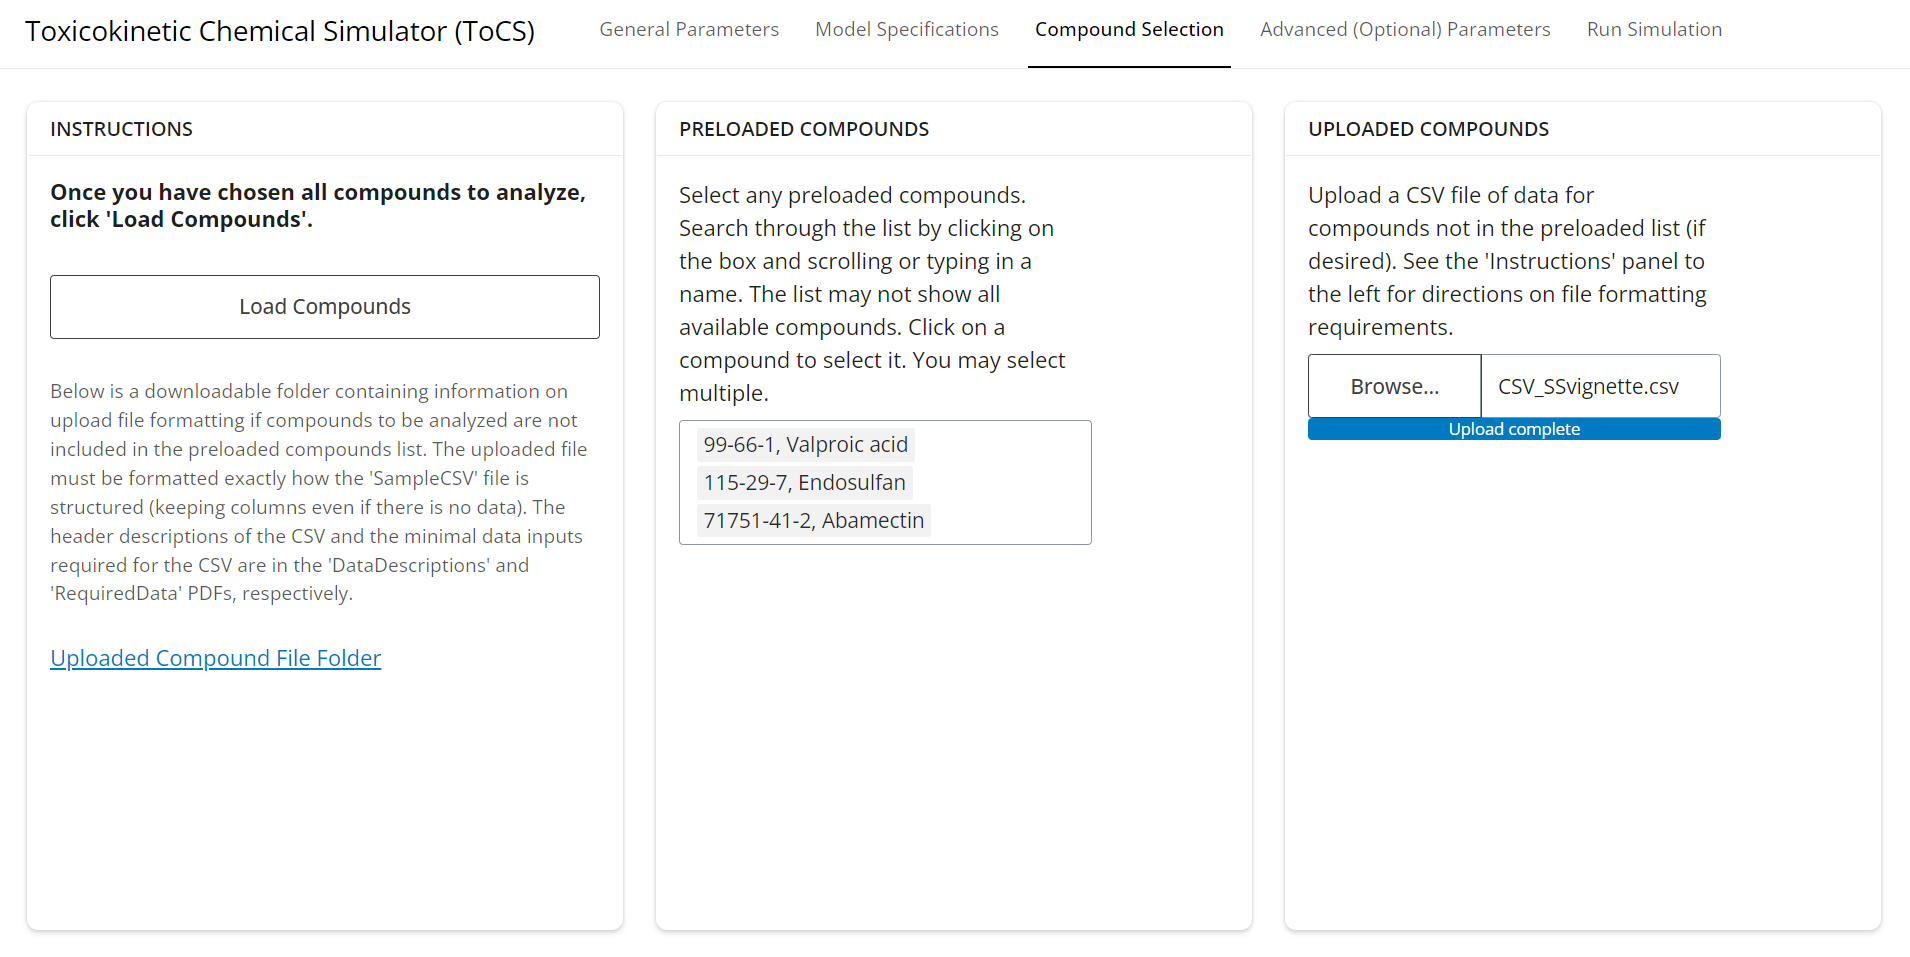 Toxicokinetic Chemical Simulator (ToCS)
General Parameters
Model Specifications
Compound Selection
Advanced (Optional) Parameters
Run Simulation
INSTRUCTIONS
Once you have chosen all compounds to analyze,
click 'Load Compounds'.
Load Compounds
Below is a downloadable folder containing information on
upload file formatting if compounds to be analyzed are not
included in the preloaded compounds list. The uploaded file
must be formatted exactly how the 'SampleCSV' file is
structured (keeping columns even if there is no data). The
header descriptions of the CSV and the minimal data inputs
required for the CSV are in the 'DataDescriptions' and
'RequiredData' PDFs, respectively.
Uploaded Compound File Folder
PRELOADED COMPOUNDS
Select any preloaded compounds.
Search through the list by clicking on
the box and scrolling or typing in a
name. The list may not show all
available compounds. Click on a
compound to select it. You may select
multiple.
99-66-1, Valproic acid
115-29-7, Endosulfan
71751-41-2, Abamectin
UPLOADED COMPOUNDS
Upload a CSV file of data for
compounds not in the preloaded list (if
desired). See the 'Instructions' panel to
the left for directions on file formatting
requirements.
Browse...
CSV_SSvignette.csv
Upload complete